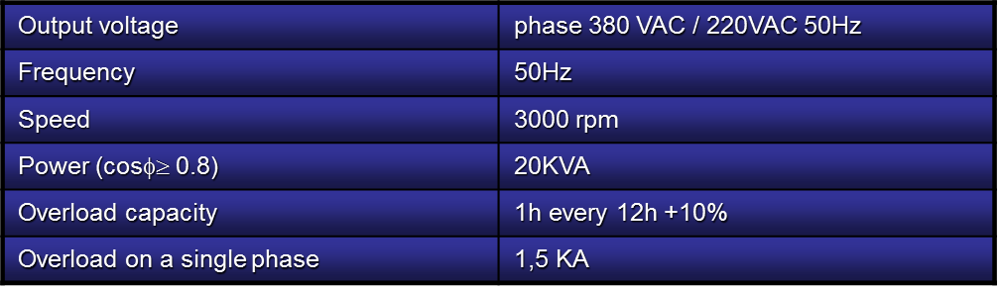 Output voltage phase 380 VAC / 220VAC 50Hz
Frequency 50Hz
Speed 3000 rpm
Power (cosϕ≥ 0.8) 20KVA
Overload capacity 1h every 12h +10%
Overload on a single phase 1,5 KA